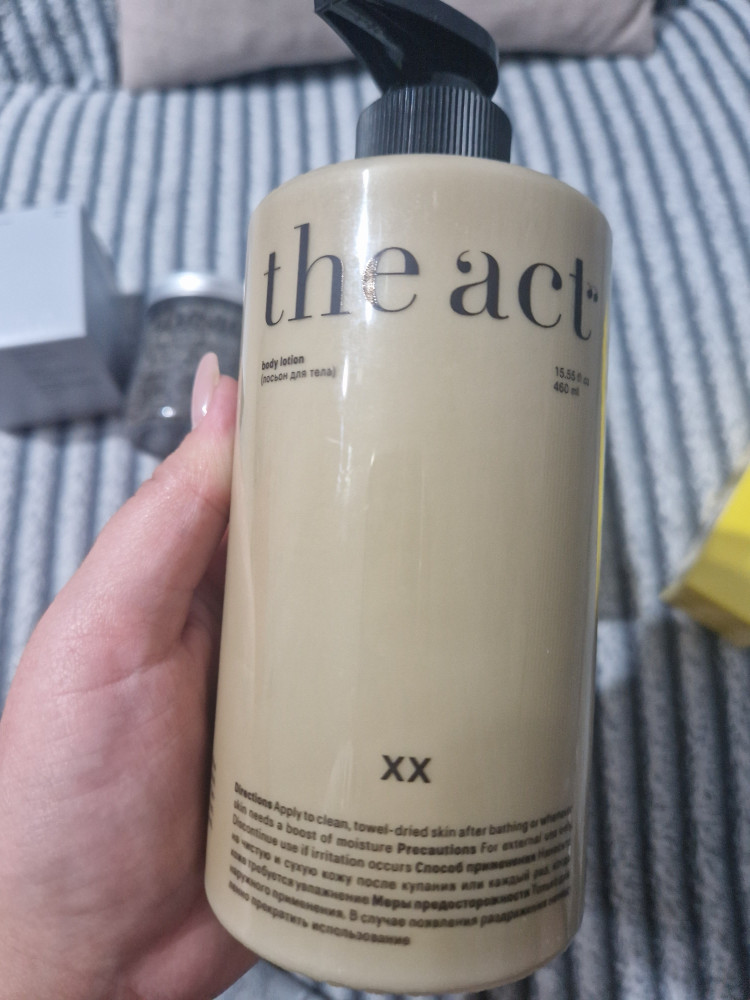 the act
body lotion
(лосьон для тела)
15.55 fl oz
460 ml
XX
Directions Apply to clean, towel-dried skin after bathing or whenever
skin needs a boost of moisture Precautions For external use only
Discontinue use if irritation occurs Способ применения
на чистую и сухую кожу после купания или каждый раз, когда
коже требуется увлажнение Меры предосторожности Только для
наружного применения. В случае появления раздражения
прекратить использование